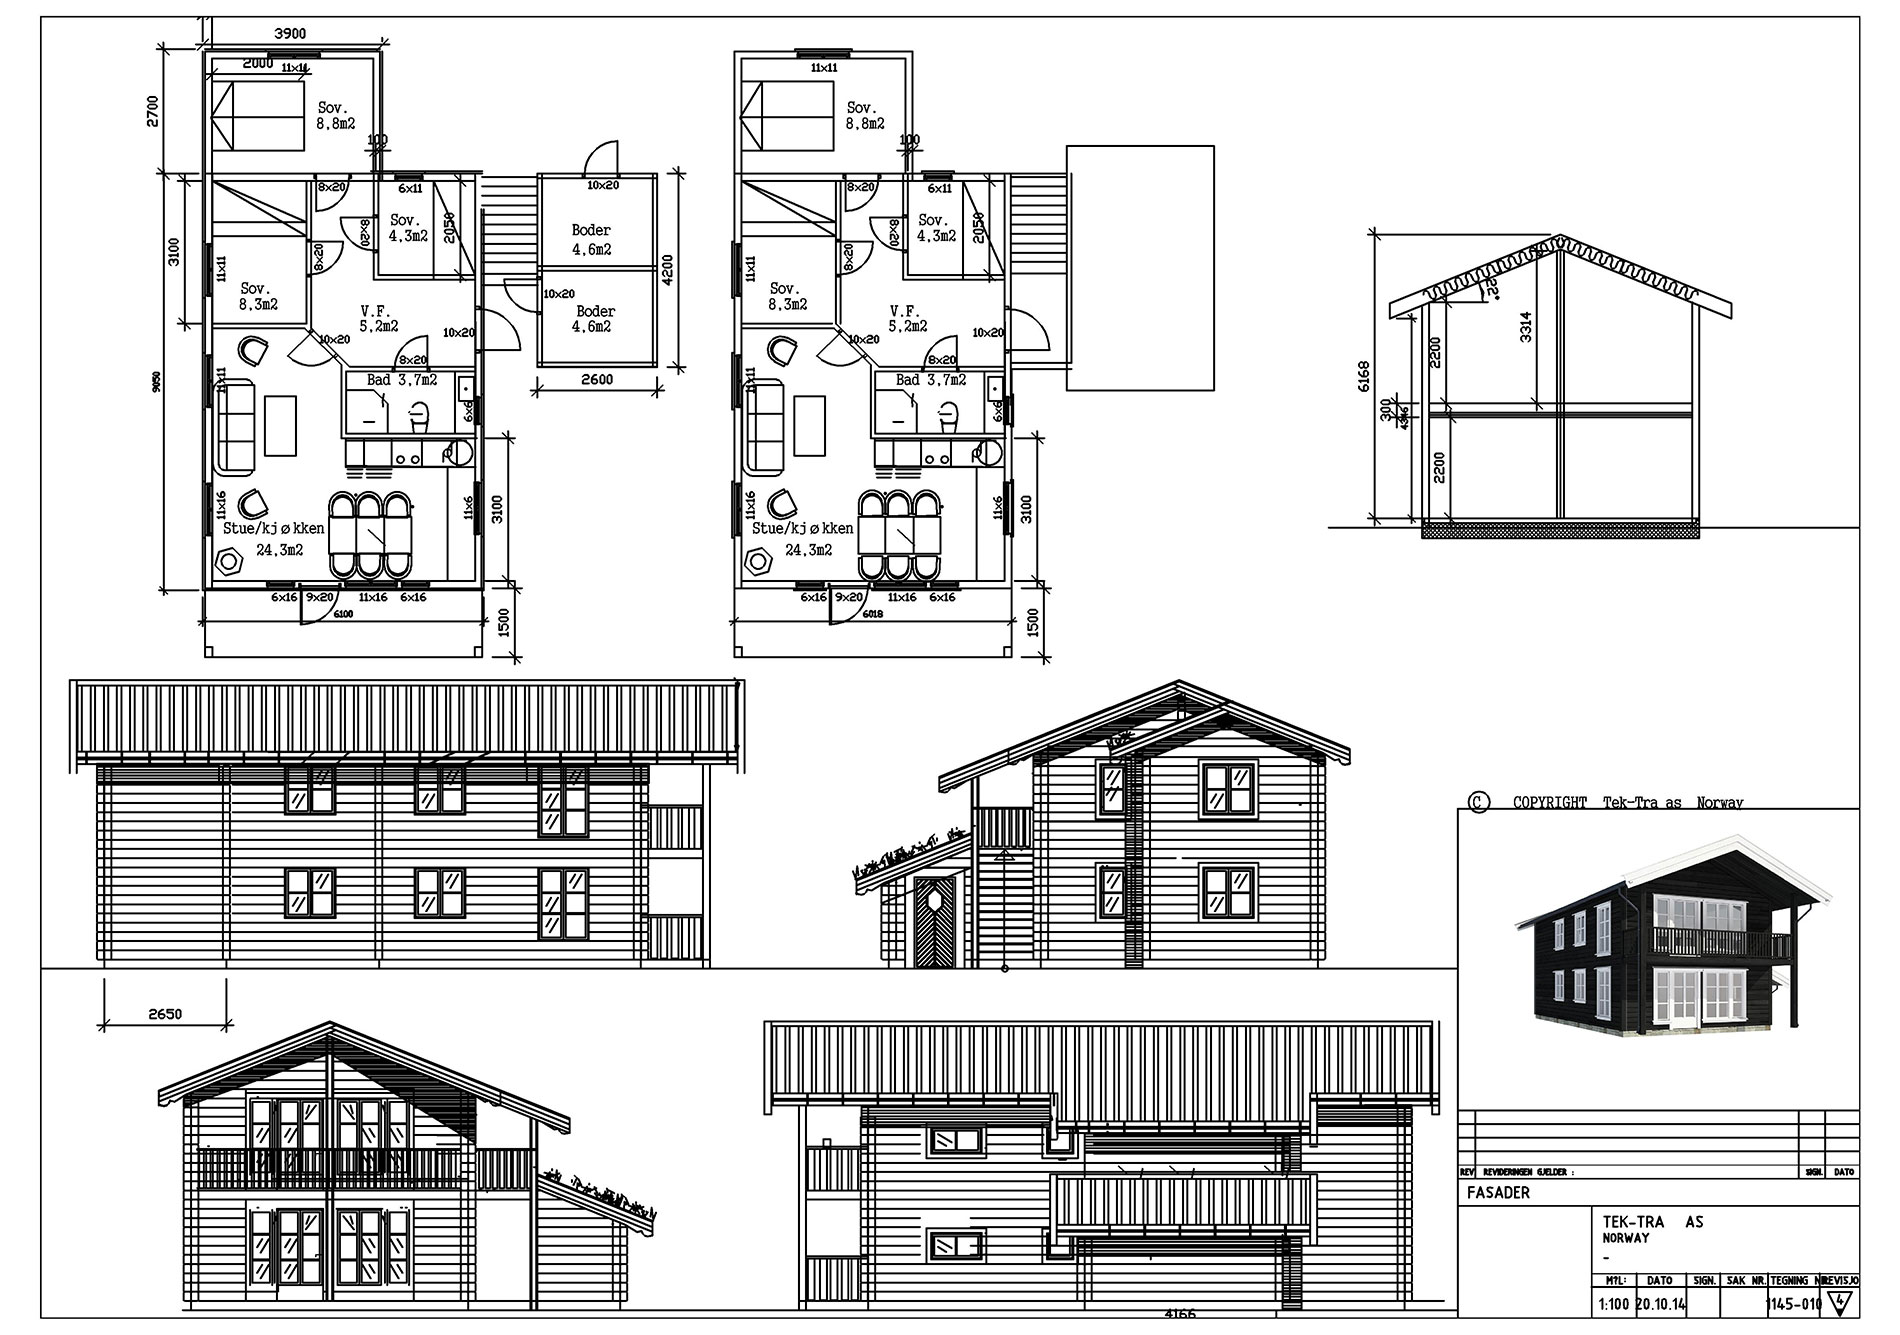 3900
2000
11x11
2700
Sov.
8,8m2
100
8x20
6x11
10x20
3100
Sov.
4,3m2
2050
8x20
8x20
11x11
Boder
4,6m2
4200
10x20
Boder
4,6m2
Sov.
8,3m2
V.F.
5,2m2
10x20
10x20
8x20
2600
Bad 3,7m2
9050
11x11
6x6
11x16
11x6
3100
Stue/kjøkken
24,3m2
6x16
9x20
11x16
6x16
6100
1500
11x11
Sov.
8,8m2
100
8x20
6x11
Sov.
4,3m2
2050
8x20
8x20
11x11
Sov.
8,3m2
V.F.
5,2m2
10x20
10x20
8x20
Bad 3,7m2
11x11
6x6
11x16
11x6
3100
Stue/kjøkken
24,3m2
6x16
9x20
11x16
6x16
6018
1500
22°
3314
2200
6168
300
2200
2650
4166
C COPYRIGHT Tek-Tra as Norway
REV REVIDERINGEN GJELDER : SIGN. DATO
FASADER
TEK-TRA AS
NORWAY
-
M?L: DATO SIGN. SAK NR. TEGNING NR REVISJO
1:100 20.10.14 1145-010 4